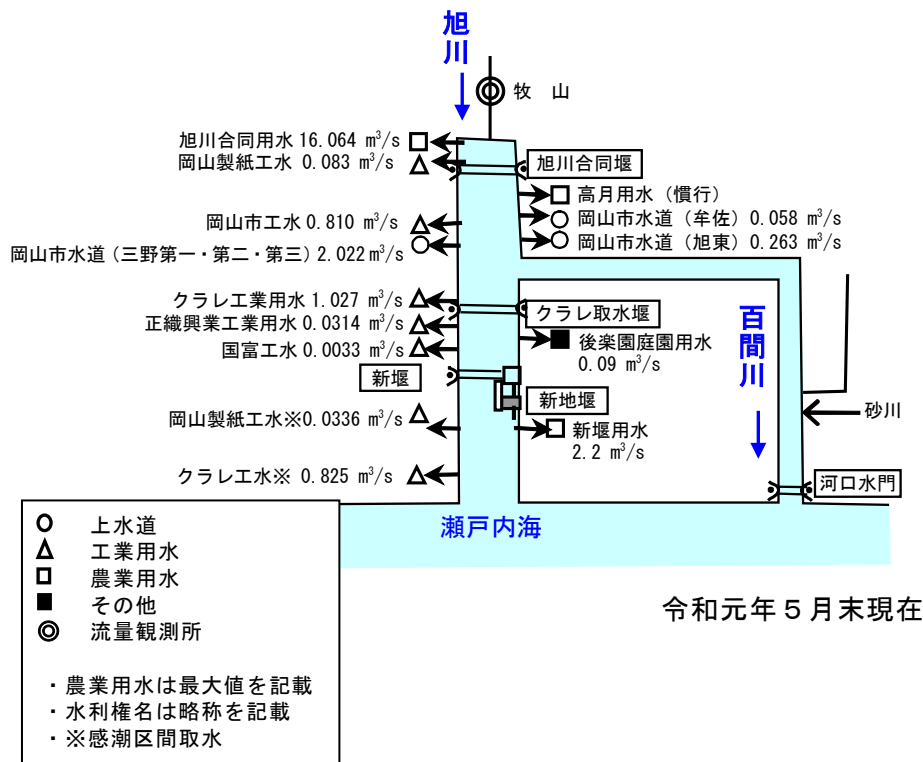 旭川
牧　山
旭川合同用水 16.064 m³/s
岡山製紙工水 0.083 m³/s
旭川合同堰
高月用水（慣行）
岡山市水道（牟佐）0.058 m³/s
岡山市水道（旭東）0.263 m³/s
岡山市工水 0.810 m³/s
岡山市水道（三野第一・第二・第三）2.022 m³/s
クラレ工業用水 1.027 m³/s
正織興業工業用水 0.0314 m³/s
国富工水 0.0033 m³/s
クラレ取水堰
後楽園庭園用水
0.09 m³/s
百間川
新堰
新地堰
岡山製紙工水※0.0336 m³/s
新堰用水
2.2 m³/s
砂川
クラレ工水※ 0.825 m³/s
河口水門
瀬戸内海
上水道
工業用水
農業用水
その他
流量観測所
・農業用水は最大値を記載
・水利権名は略称を記載
・※感潮区間取水
令和元年５月末現在